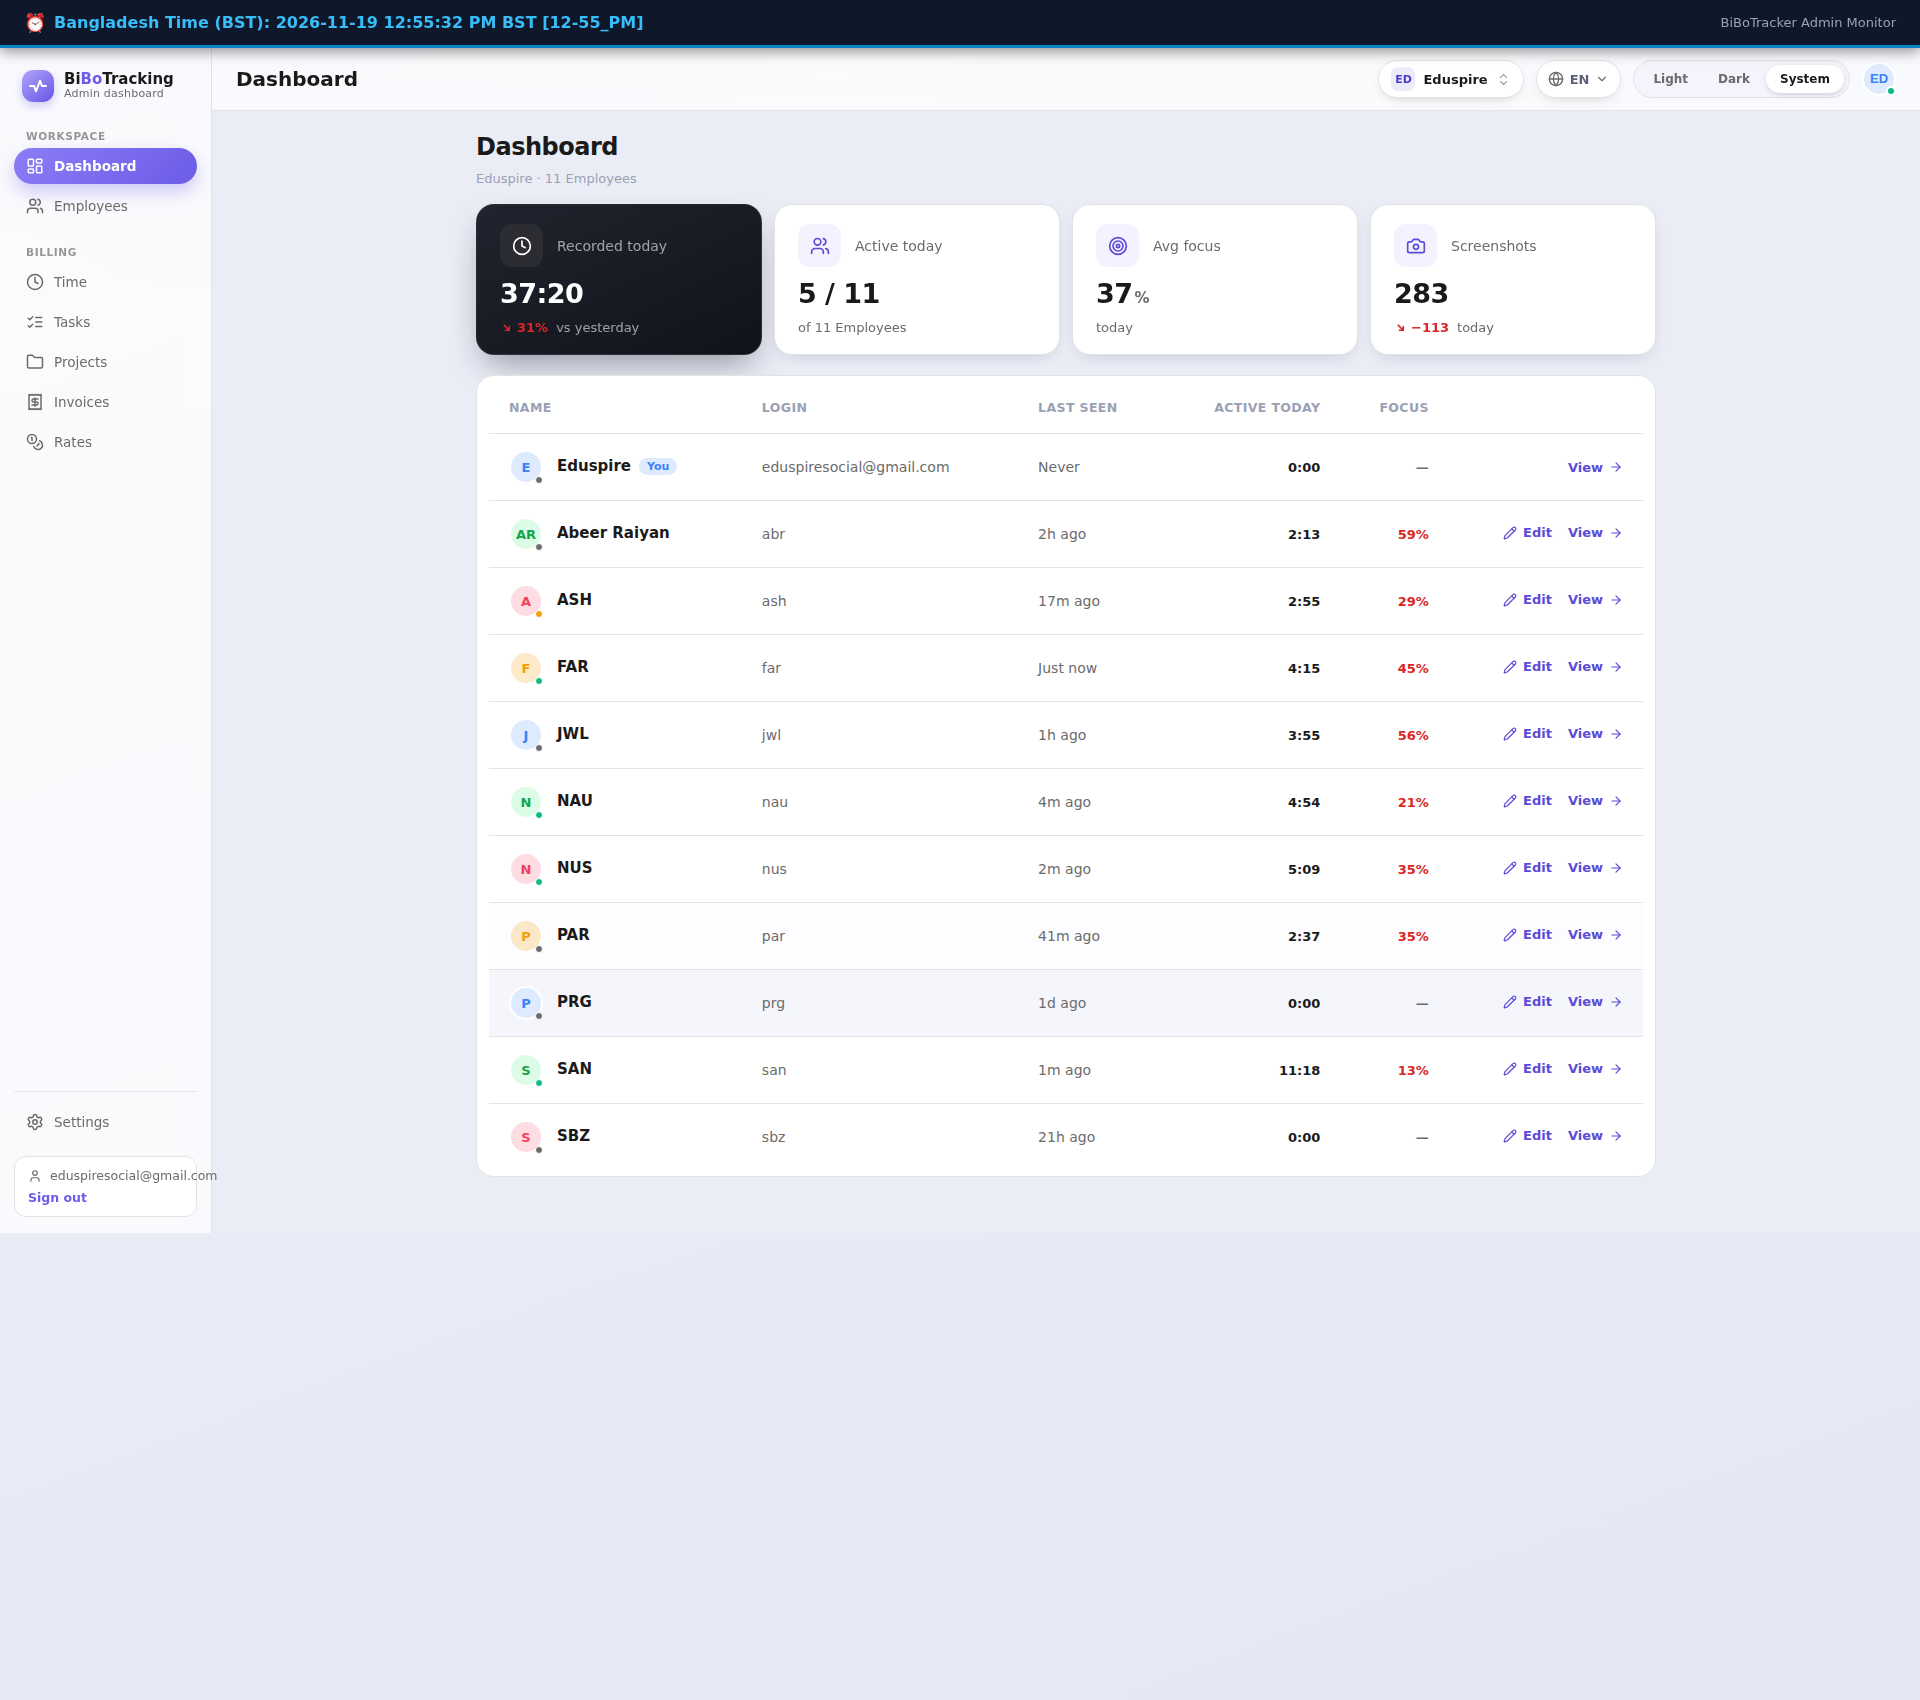 Bangladesh Time (BST): 2026-11-19 12:55:32 PM BST [12-55_PM]
BiBoTracker Admin Monitor
BiBoTracking
Admin dashboard
Dashboard
ED Eduspire
EN
Light Dark System
ED
WORKSPACE
Dashboard
Employees
BILLING
Time
Tasks
Projects
Invoices
Rates
Settings
eduspiresocial@gmail.com
Sign out
Dashboard
Eduspire · 11 Employees
Recorded today
37:20
31% vs yesterday
Active today
5 / 11
of 11 Employees
Avg focus
37%
today
Screenshots
283
−113 today
NAME LOGIN LAST SEEN ACTIVE TODAY FOCUS
E Eduspire You eduspiresocial@gmail.com Never 0:00 — View
AR Abeer Raiyan abr 2h ago 2:13 59% Edit View
A ASH ash 17m ago 2:55 29% Edit View
F FAR far Just now 4:15 45% Edit View
J JWL jwl 1h ago 3:55 56% Edit View
N NAU nau 4m ago 4:54 21% Edit View
N NUS nus 2m ago 5:09 35% Edit View
P PAR par 41m ago 2:37 35% Edit View
P PRG prg 1d ago 0:00 — Edit View
S SAN san 1m ago 11:18 13% Edit View
S SBZ sbz 21h ago 0:00 — Edit View